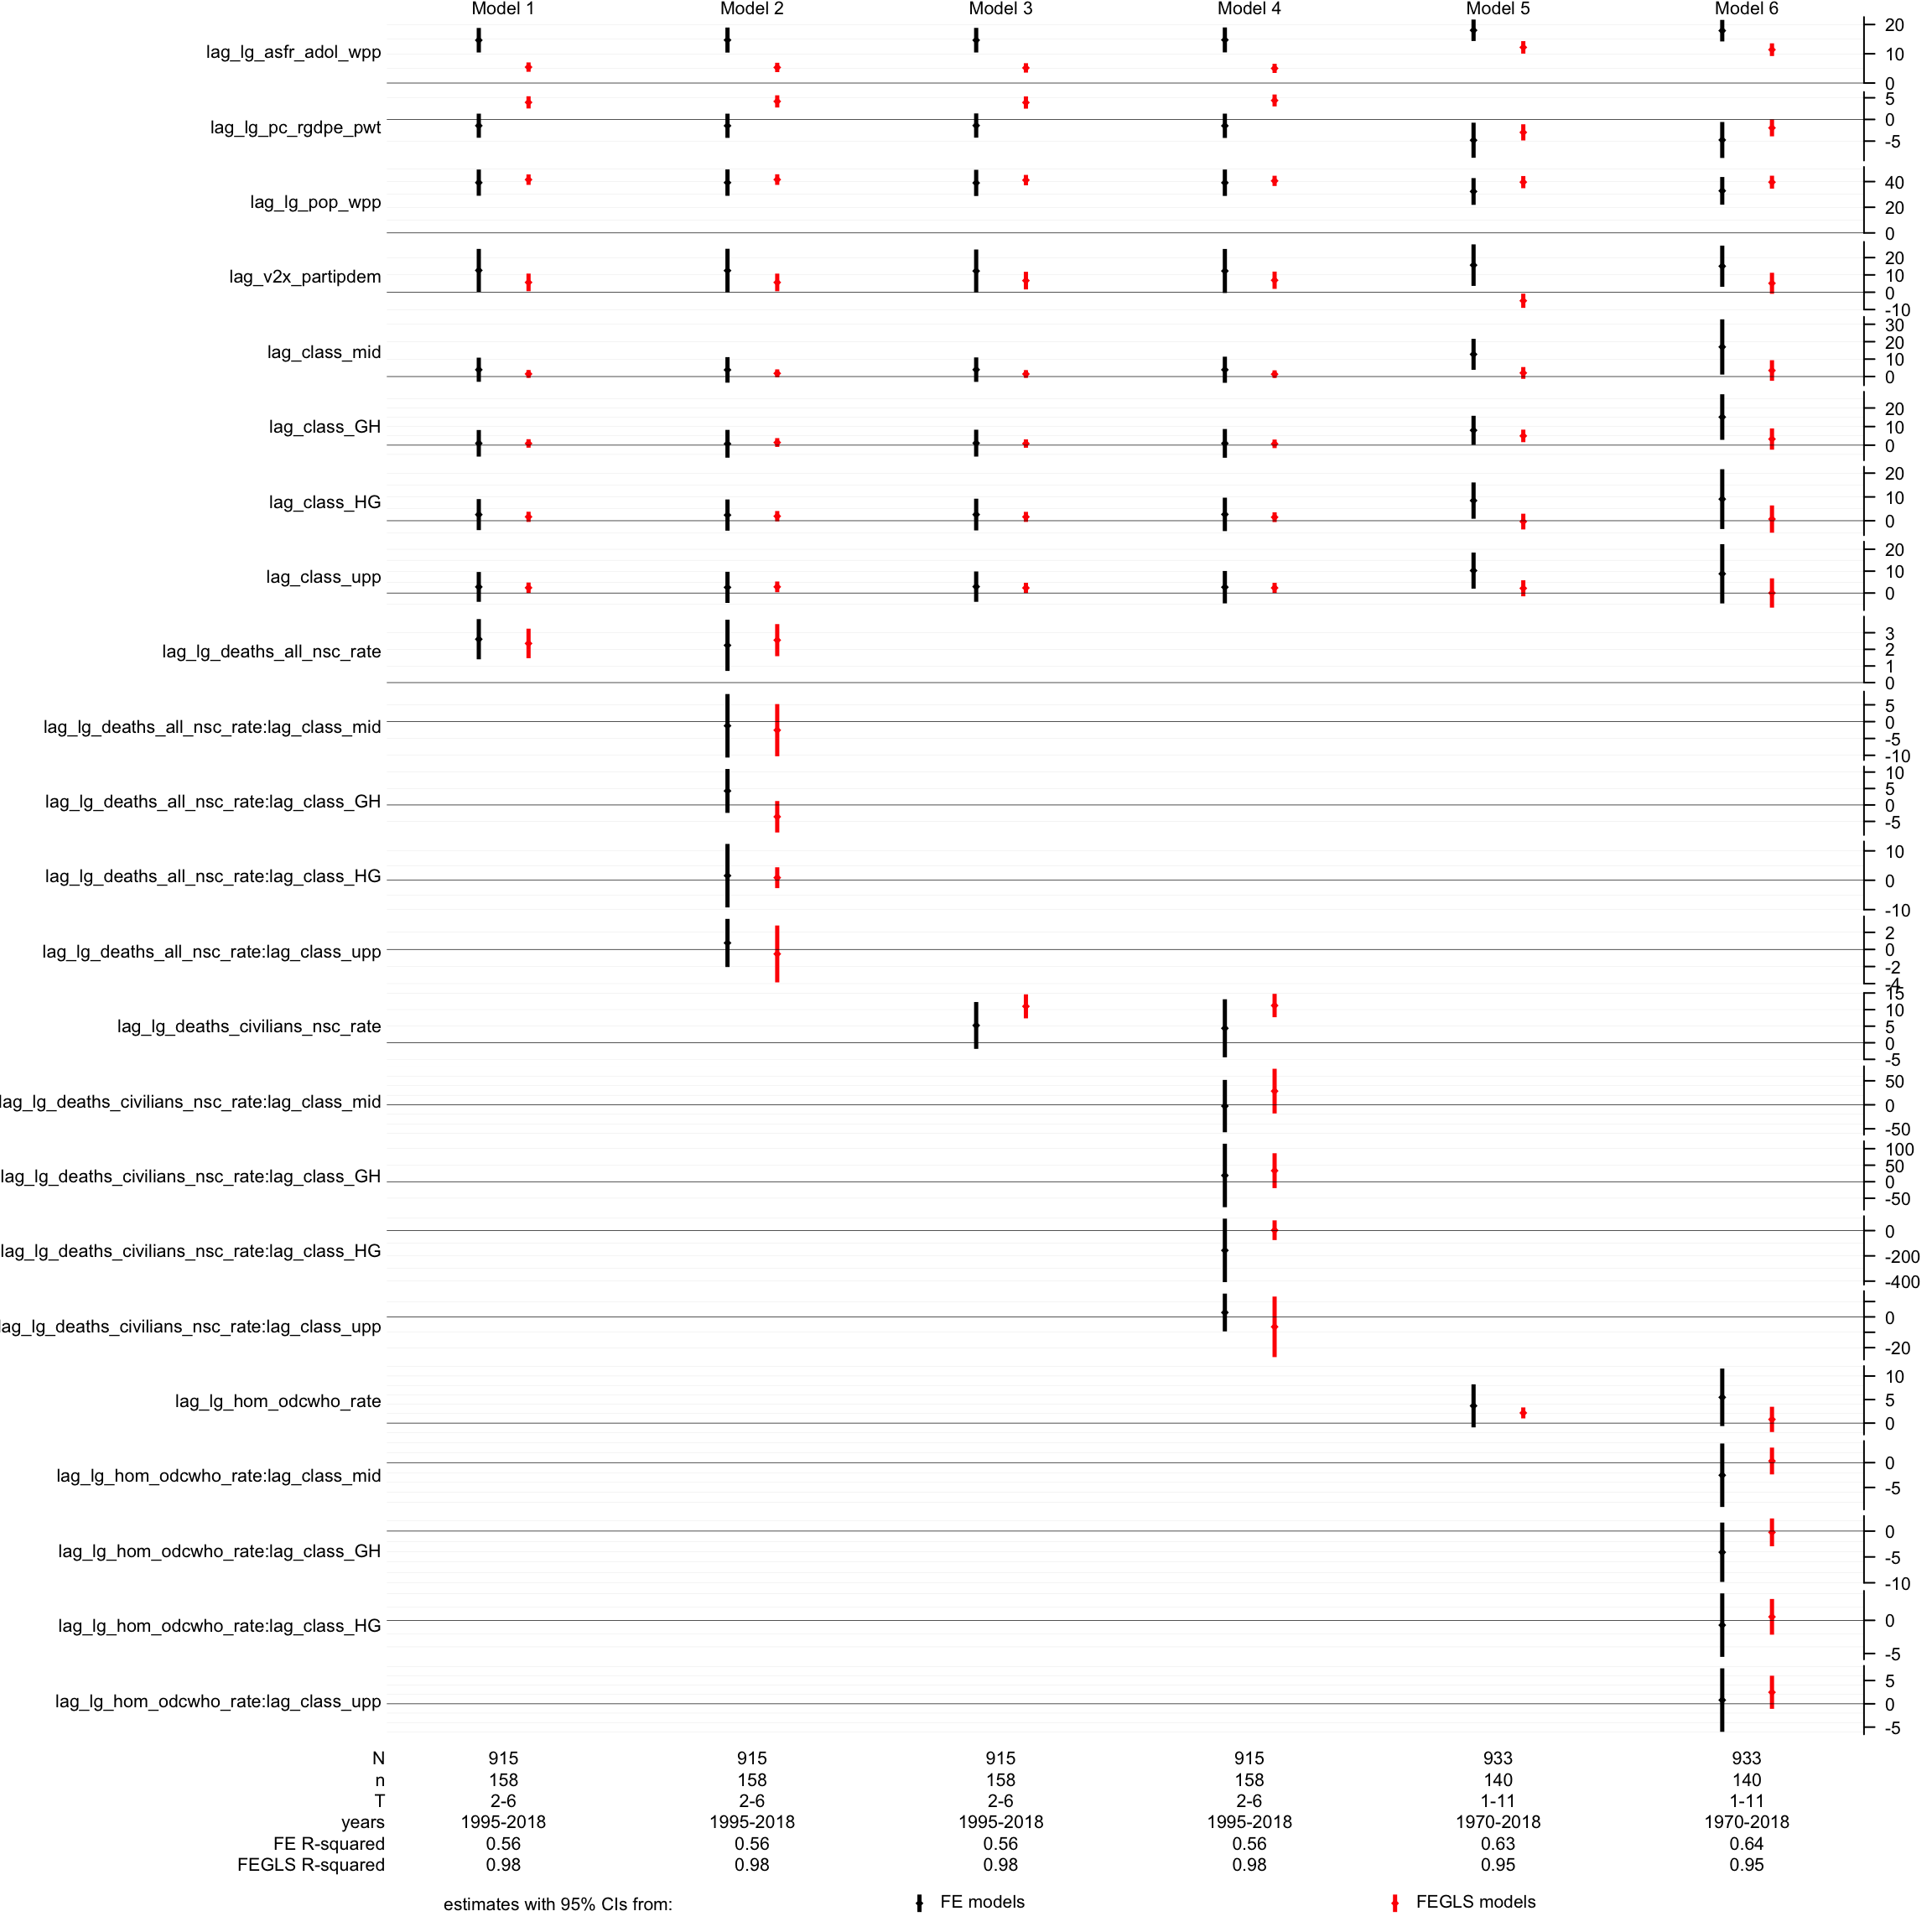 Model 1 Model 2 Model 3 Model 4 Model 5 Model 6
lag_lg_asfr_adol_wpp 20 10 0
lag_lg_pc_rgdpe_pwt 5 0 -5
lag_lg_pop_wpp 40 20 0
lag_v2x_partipdem 20 10 0 -10
lag_class_mid 30 20 10 0
lag_class_GH 20 10 0
lag_class_HG 20 10 0
lag_class_upp 20 10 0
lag_lg_deaths_all_nsc_rate 3 2 1 0
lag_lg_deaths_all_nsc_rate:lag_class_mid 5 0 -5 -10
lag_lg_deaths_all_nsc_rate:lag_class_GH 10 5 0 -5
lag_lg_deaths_all_nsc_rate:lag_class_HG 10 0 -10
lag_lg_deaths_all_nsc_rate:lag_class_upp 2 0 -2 -4
lag_lg_deaths_civilians_nsc_rate 15 10 5 0 -5
lag_lg_deaths_civilians_nsc_rate:lag_class_mid 50 0 -50
lag_lg_deaths_civilians_nsc_rate:lag_class_GH 100 50 0 -50
lag_lg_deaths_civilians_nsc_rate:lag_class_HG 0 -200 -400
lag_lg_deaths_civilians_nsc_rate:lag_class_upp 0 -20
lag_lg_hom_odcwho_rate 10 5 0
lag_lg_hom_odcwho_rate:lag_class_mid 0 -5
lag_lg_hom_odcwho_rate:lag_class_GH 0 -5 -10
lag_lg_hom_odcwho_rate:lag_class_HG 0 -5
lag_lg_hom_odcwho_rate:lag_class_upp 5 0 -5
N 915 915 915 915 933 933
n 158 158 158 158 140 140
T 2-6 2-6 2-6 2-6 1-11 1-11
years 1995-2018 1995-2018 1995-2018 1995-2018 1970-2018 1970-2018
FE R-squared 0.56 0.56 0.56 0.56 0.63 0.64
FEGLS R-squared 0.98 0.98 0.98 0.98 0.95 0.95
estimates with 95% CIs from: FE models FEGLS models